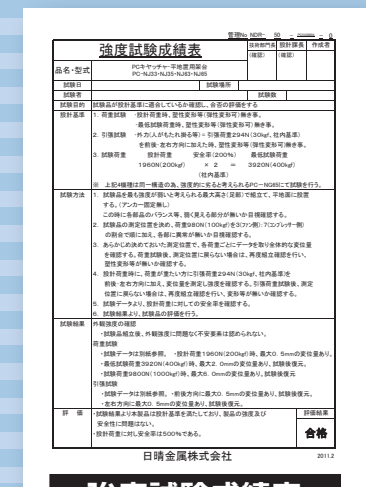 管理No NDR- 50 - - 0
強度試験成績表
技術部門長 設計課長 作成者
(確認) (確認)
品名・型式
PCキャッチャー平地置用架台
PC-NJ33・NJ35・NJ63・NJ65
試験日 試験場所
試験者 試験数
試験目的 試験品が設計基準に適合しているか確認し、合否の評価をする
設計基準 1. 荷重試験 ・設計荷重時、塑性変形等(弾性変形可)無き事。
・最低試験荷重時、塑性変形等(弾性変形可)無き事。
2. 引張試験 ・外力(人がもたれ掛る等)=引張荷重294N(30kgf、社内基準)
を前後・左右方向に加えた時、塑性変形等(弾性変形可)無き事。
3. 試験荷重 設計荷重 安全率(200%) 最低試験荷重
1960N(200kgf) × 2 = 3920N(400kgf)
(社内基準)
※ 上記4機種は同一構造の為、強度的に劣ると考えられるPC-NJ65にて試験を行う。
試験方法 1. 試験品を最も強度が弱いと考えられる最大高さ(足部)で組立て、平地面に設置
する。(アンカー固定無し)
この時に各部品のバランス等、弱く見える部分が無いか目視確認する。
2. 試験品の測定位置を決め、荷重980N(100kgf)を3(ファン側):7(コンプレッサー側)
の割合で順に加え、各部に異常が無いか目視確認する。
3. あらかじめ決めておいた測定位置で、各荷重ごとにデータを取り全体的な変位量
を確認する。荷重試験後、測定位置に戻らない場合は、再度組立確認を行い、
塑性変形等が無いか確認する。
4. 設計荷重時に、荷重が重たい方に引張荷重294N(30kgf、社内基準)を
前後・左右方向に加え、変位量を測定し強度を確認する。引張荷重試験後、測定
位置に戻らない場合は、再度組立確認を行い、変形等が無いか確認する。
5. 試験データより、設計荷重に対しての安全率を確認する。
6. 試験結果より、試験品の評価を行う。
試験結果 外観強度の確認
・試験品組立後、外観強度に問題なく不安要素は認められない。
荷重試験
・試験データは別紙参照。 ・設計荷重1960N(200kgf)時、最大0.5mmの変位量あり。
・最低試験荷重3920N(400kgf)時、最大2.0mmの変位量あり、試験後復元。
・試験荷重9800N(1000kgf)時、最大6.0mmの変位量あり、試験後復元
引張試験
・試験データは別紙参照。・前後方向に最大0.5mmの変位量あり、試験後復元。
・左右方向に最大0.5mmの変位量あり、試験後復元。
評 価 ・試験結果より本製品は設計基準を満たしており、製品の強度及び
安全性に問題はない。
・設計荷重に対し安全率は500%である。
評価結果
合格
日晴金属株式会社
2011.2